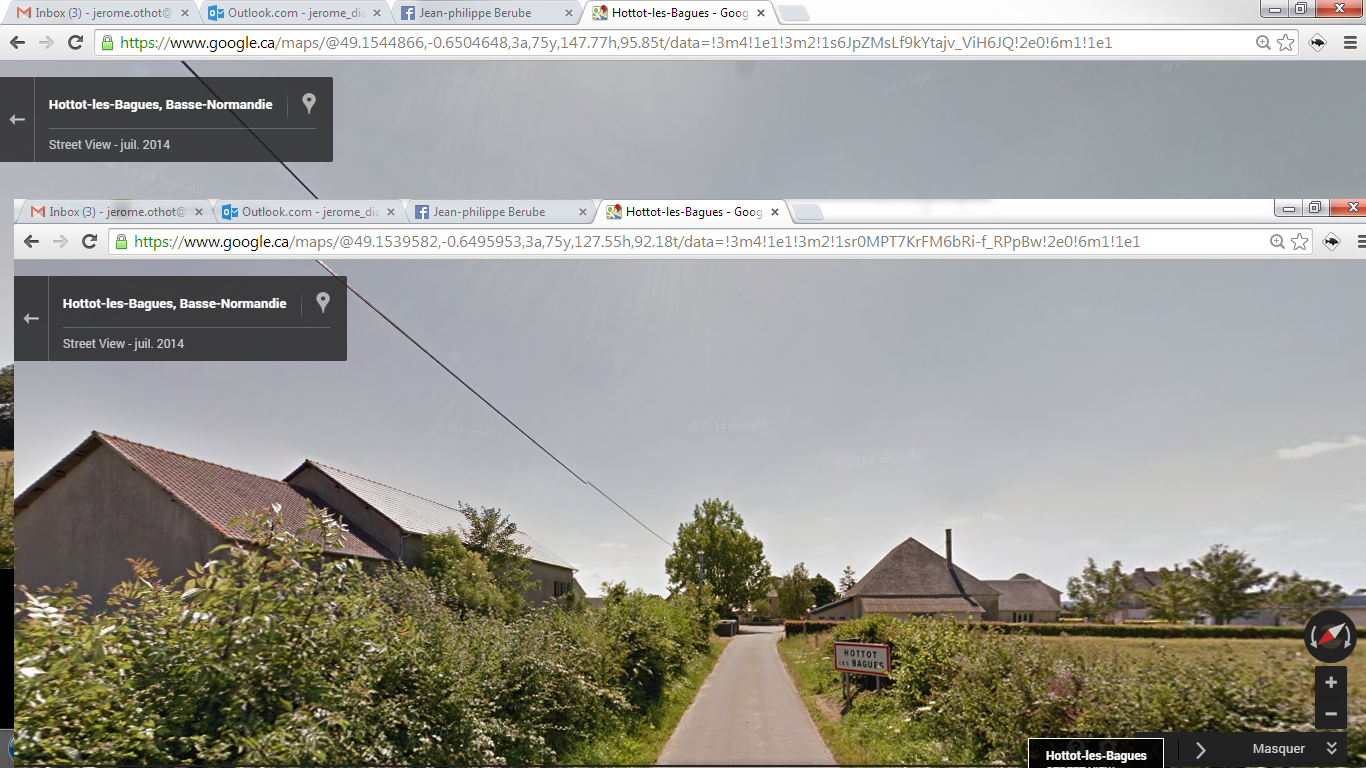 Inbox (3) - jerome.othot@
Outlook.com - jerome_dia
Jean-philippe Berube
Hottot-les-Bagues - Goog
https://www.google.ca/maps/@49.1544866,-0.6504648,3a,75y,147.77h,95.85t/data=!3m4!1e1!3m2!1s6JpZMsLf9kYtajv_ViH6JQ!2e0!6m1!1e1
Hottot-les-Bagues, Basse-Normandie
Street View - juil. 2014
Inbox (3) - jerome.othot@
Outlook.com - jerome_dia
Jean-philippe Berube
Hottot-les-Bagues - Goog
https://www.google.ca/maps/@49.1539582,-0.6495953,3a,75y,127.55h,92.18t/data=!3m4!1e1!3m2!1sr0MPT7KrFM6bRi-f_RPpBw!2e0!6m1!1e1
Hottot-les-Bagues, Basse-Normandie
Street View - juil. 2014
© 2014 Google
© 2014 Google
HOTTOT
LES BAGUES
Hottot-les-Bagues
Masquer